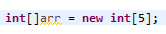 int[]arr = new int[5];